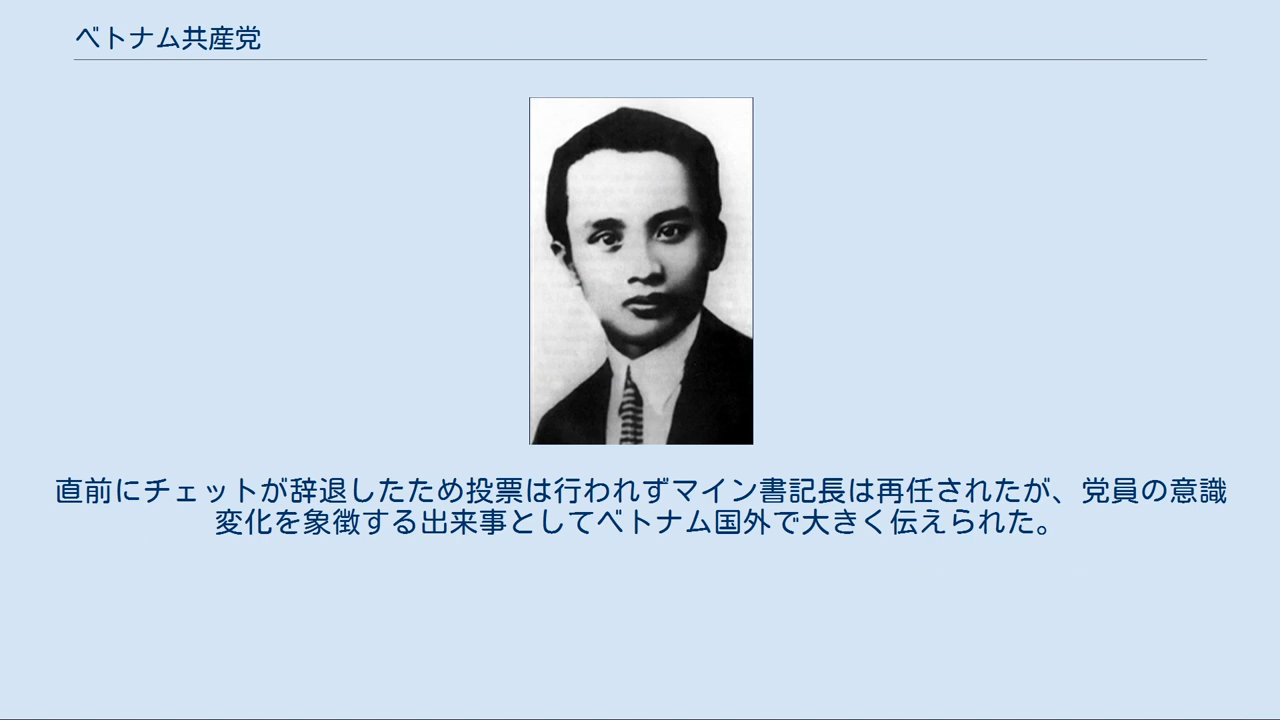 ベトナム共産党
直前にチェットが辞退したため投票は行われずマイン書記長は再任されたが、党員の意識
変化を象徴する出来事としてベトナム国外で大きく伝えられた。